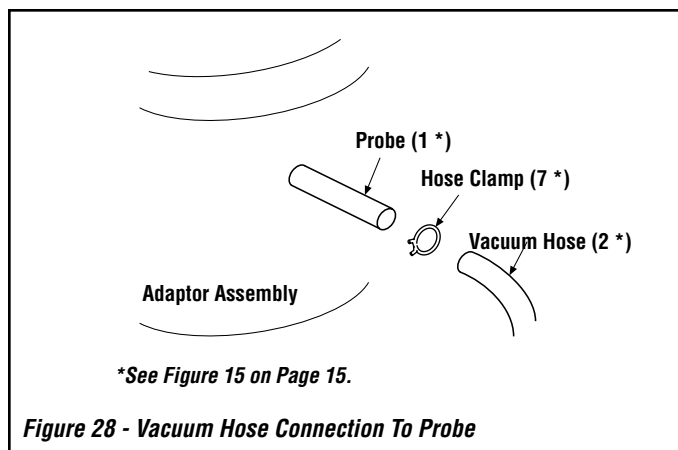 Probe (1 *)
Hose Clamp (7 *)
Vacuum Hose (2 *)
Adaptor Assembly
*See Figure 15 on Page 15.
Figure 28 - Vacuum Hose Connection To Probe